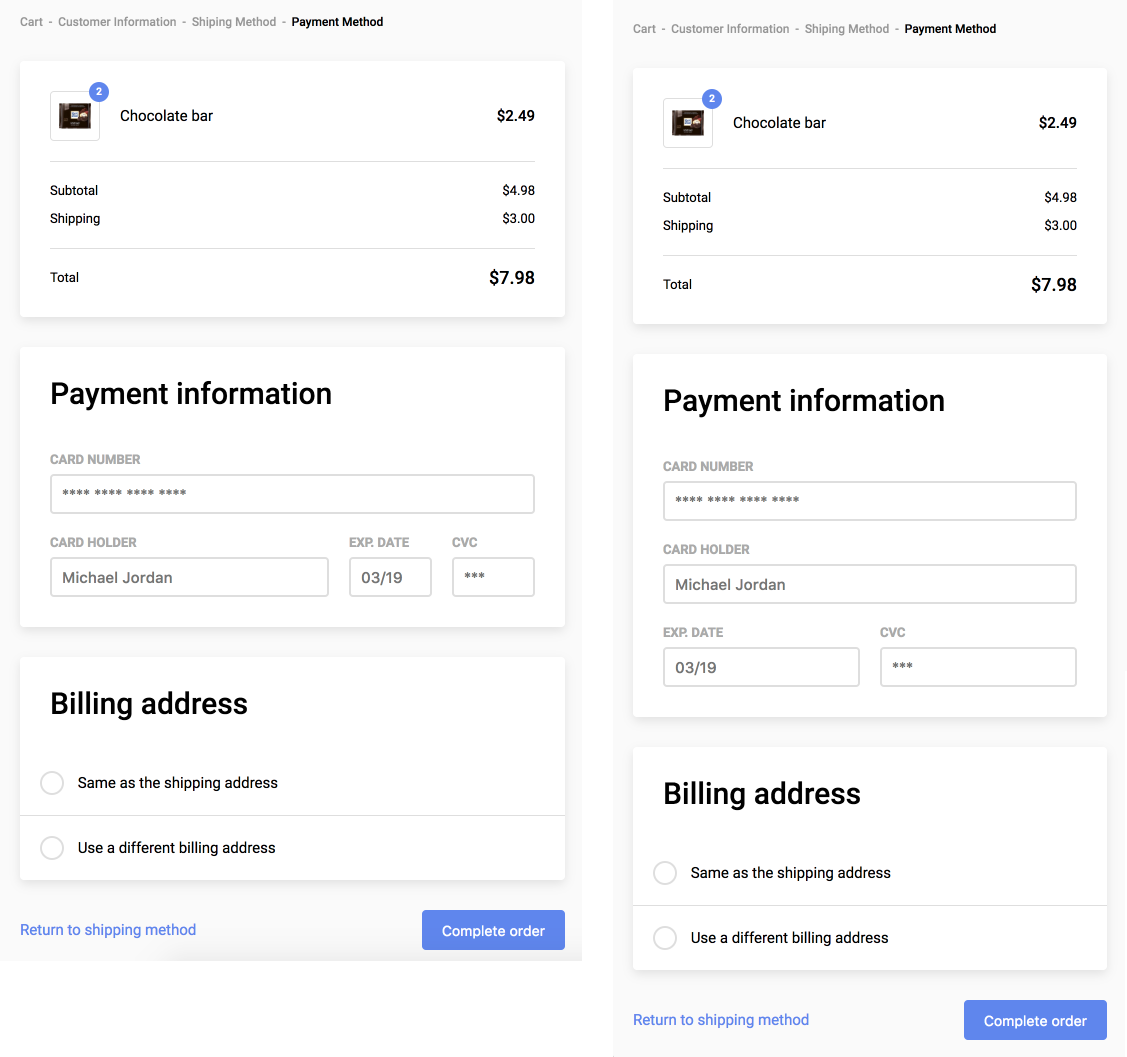 Cart - Customer Information - Shiping Method - Payment Method
2
Chocolate bar $2.49
Subtotal $4.98
Shipping $3.00
Total $7.98
Payment information
CARD NUMBER
**** **** **** ****
CARD HOLDER EXP. DATE CVC
Michael Jordan 03/19 ***
Billing address
Same as the shipping address
Use a different billing address
Return to shipping method Complete order
Cart - Customer Information - Shiping Method - Payment Method
2
Chocolate bar $2.49
Subtotal $4.98
Shipping $3.00
Total $7.98
Payment information
CARD NUMBER
**** **** **** ****
CARD HOLDER
Michael Jordan
EXP. DATE CVC
03/19 ***
Billing address
Same as the shipping address
Use a different billing address
Return to shipping method Complete order